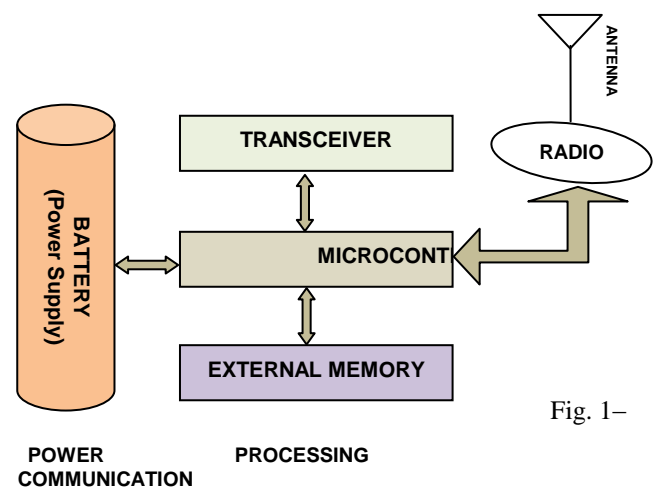 ANTENNA
TRANSCEIVER
RADIO
BATTERY
(Power Supply)
MICROCONT
EXTERNAL MEMORY
Fig. 1–
POWER PROCESSING
COMMUNICATION